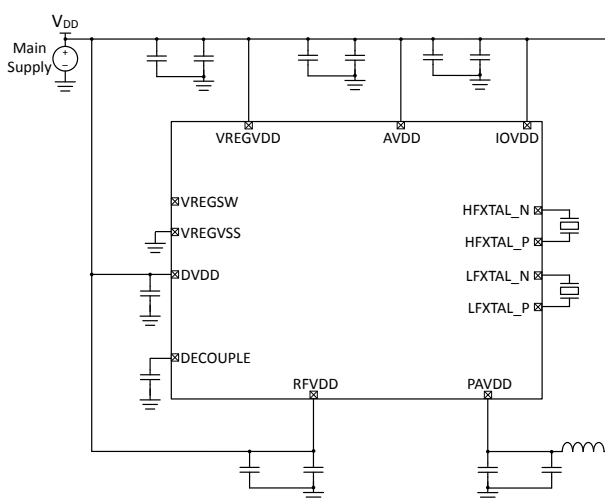 VDD
Main
Supply
+
−
VREGVDD
AVDD
IOVDD
VREGSW
HFXTAL_N
VREGVSS
HFXTAL_P
DVDD
LFXTAL_N
LFXTAL_P
DECOUPLE
RFVDD
PAVDD